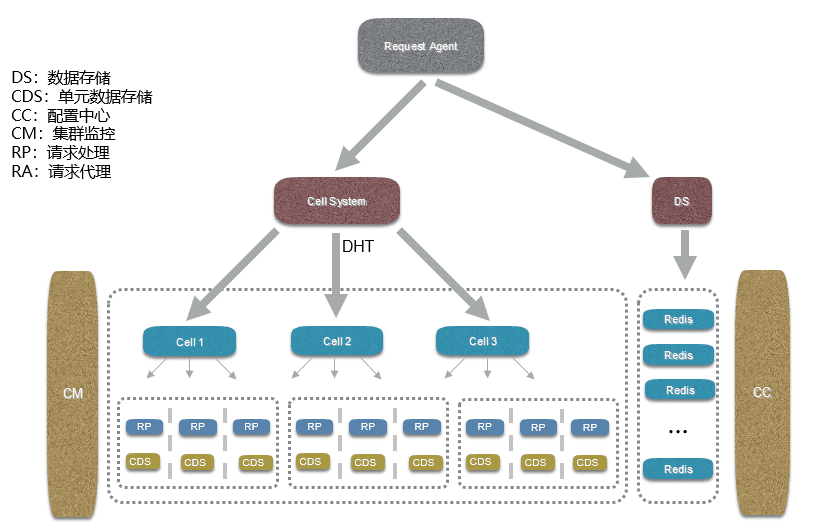 Request Agent
DS：数据存储
CDS：单元数据存储
CC：配置中心
CM：集群监控
RP：请求处理
RA：请求代理
Cell System
DS
DHT
Cell 1
Cell 2
Cell 3
Redis
Redis
Redis
...
Redis
CM
CC
RP RP RP RP RP RP RP RP RP
CDS CDS CDS CDS CDS CDS CDS CDS CDS